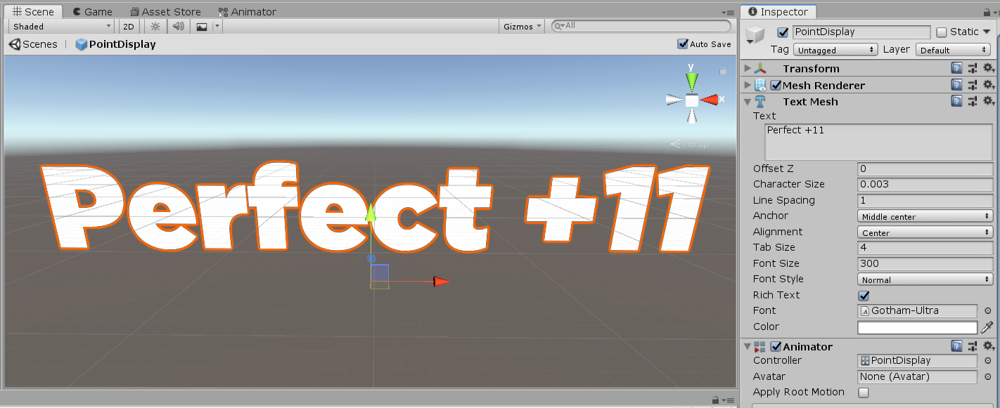 Scene Game Asset Store Animator
Shaded 2D Gizmos All
Scenes PointDisplay Auto Save
y
x
Persp
Perfect +11
Inspector
PointDisplay Static
Tag Untagged Layer Default
Transform
Mesh Renderer
Text Mesh
Text
Perfect +11
Offset Z 0
Character Size 0.003
Line Spacing 1
Anchor Middle center
Alignment Center
Tab Size 4
Font Size 300
Font Style Normal
Rich Text
Font Gotham-Ultra
Color
Animator
Controller PointDisplay
Avatar None (Avatar)
Apply Root Motion